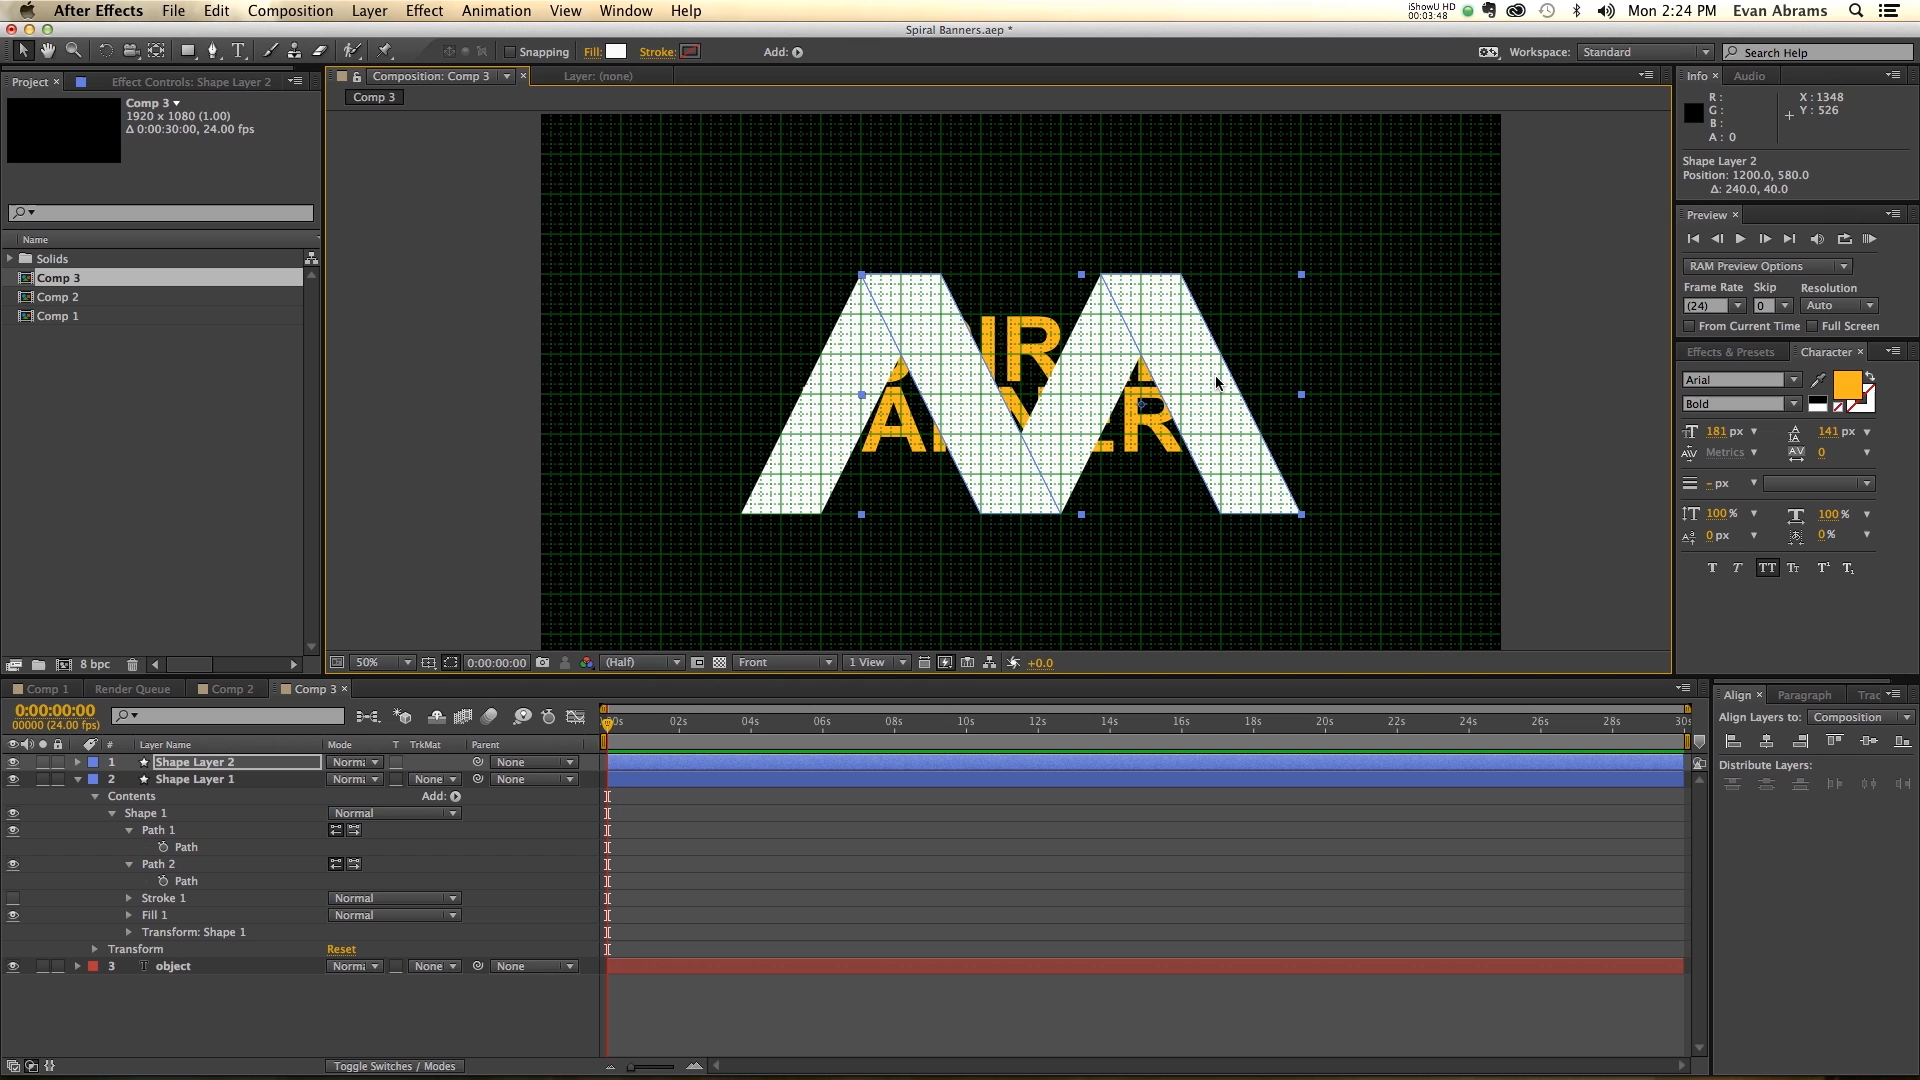 After Effects File Edit Composition Layer Effect Animation View Window Help iShowU HD 00:03:48 Mon 2:24 PM Evan Abrams
Spiral Banners.aep *
Snapping Fill: Stroke: Add: Workspace: Standard Search Help
Project × Effect Controls: Shape Layer 2 Composition: Comp 3 × Layer: (none) Info × Audio
Comp 3
Comp 3
1920 x 1080 (1.00)
Δ 0:00:30:00, 24.00 fps
R :
G :
B :
A : 0
X : 1348
Y : 526
Shape Layer 2
Position: 1200.0, 580.0
Δ: 240.0, 40.0
Name
Solids
Comp 3
Comp 2
Comp 1
IR
A ER
Preview ×
RAM Preview Options
Frame Rate Skip Resolution
(24) 0 Auto
From Current Time Full Screen
Effects & Presets Character ×
Arial
Bold
181 px 141 px
Metrics 0
- px
100 % 100 %
0 px 0 %
T T TT Tt T¹ T₁
8 bpc 50% 0:00:00:00 (Half) Front 1 View +0.0
Comp 1 Render Queue Comp 2 Comp 3 ×
0:00:00:00
00000 (24.00 fps)
00s 02s 04s 06s 08s 10s 12s 14s 16s 18s 20s 22s 24s 26s 28s 30s
# Layer Name Mode T TrkMat Parent
1 Shape Layer 2 Norma None
2 Shape Layer 1 Norma None None
Contents Add:
Shape 1 Normal
Path 1
Path
Path 2
Path
Stroke 1 Normal
Fill 1 Normal
Transform: Shape 1
Transform Reset
3 T object Norma None None
Toggle Switches / Modes
Align × Paragraph Trac
Align Layers to: Composition
Distribute Layers: